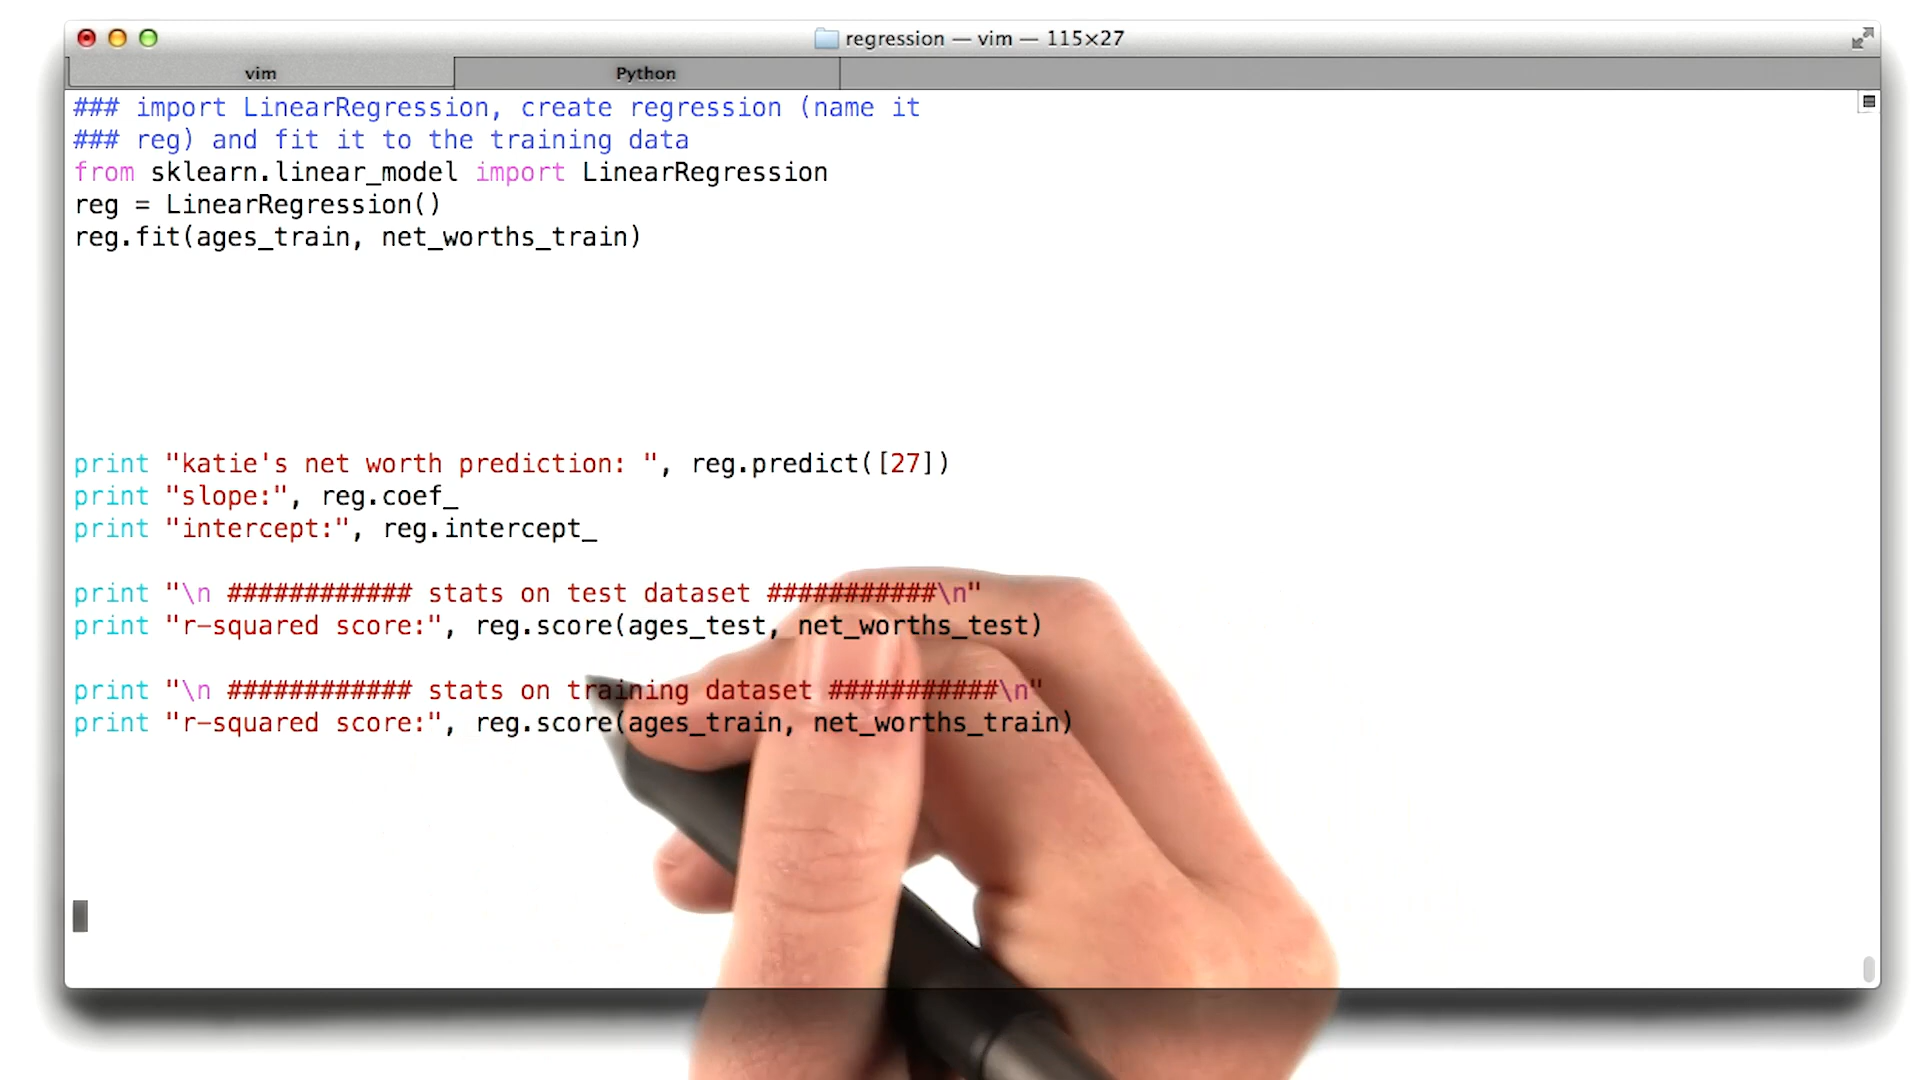 regression — vim — 115×27
vim Python
### import LinearRegression, create regression (name it
### reg) and fit it to the training data
from sklearn.linear_model import LinearRegression
reg = LinearRegression()
reg.fit(ages_train, net_worths_train)
print "katie's net worth prediction: ", reg.predict([27])
print "slope:", reg.coef_
print "intercept:", reg.intercept_
print "\n ############ stats on test dataset ###########\n"
print "r-squared score:", reg.score(ages_test, net_worths_test)
print "\n ############ stats on training dataset ###########\n"
print "r-squared score:", reg.score(ages_train, net_worths_train)